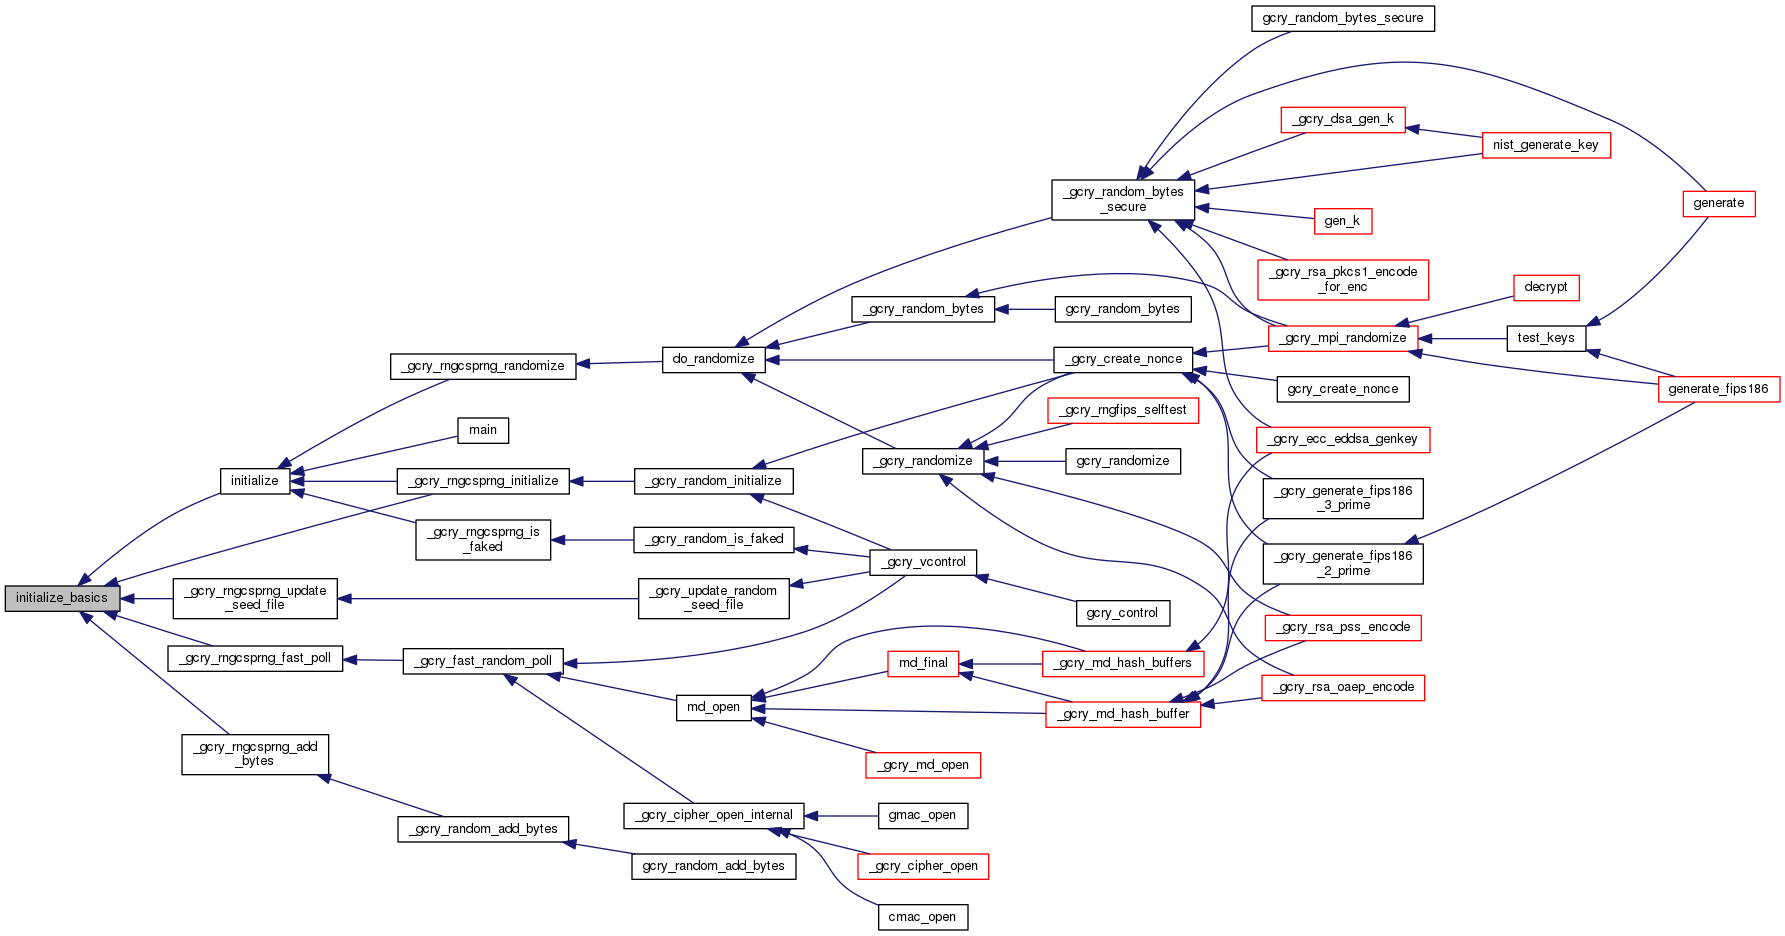 gcry_random_bytes_secure
_gcry_dsa_gen_k
nist_generate_key
_gcry_random_bytes
_secure
generate
gen_k
_gcry_rsa_pkcs1_encode
_for_enc
decrypt
_gcry_random_bytes
gcry_random_bytes
_gcry_mpi_randomize
test_keys
_gcry_rngcsprng_randomize
do_randomize
_gcry_create_nonce
gcry_create_nonce
generate_fips186
_gcry_rngfips_selftest
main
_gcry_ecc_eddsa_genkey
_gcry_randomize
gcry_randomize
initialize
_gcry_rngcsprng_initialize
_gcry_random_initialize
_gcry_generate_fips186
_3_prime
_gcry_rngcsprng_is
_faked
_gcry_random_is_faked
_gcry_vcontrol
_gcry_generate_fips186
_2_prime
initialize_basics
_gcry_rngcsprng_update
_seed_file
_gcry_update_random
_seed_file
gcry_control
_gcry_rsa_pss_encode
_gcry_rngcsprng_fast_poll
_gcry_fast_random_poll
md_final
_gcry_md_hash_buffers
_gcry_rsa_oaep_encode
md_open
_gcry_md_hash_buffer
_gcry_rngcsprng_add
_bytes
_gcry_md_open
_gcry_cipher_open_internal
gmac_open
_gcry_random_add_bytes
gcry_random_add_bytes
_gcry_cipher_open
cmac_open